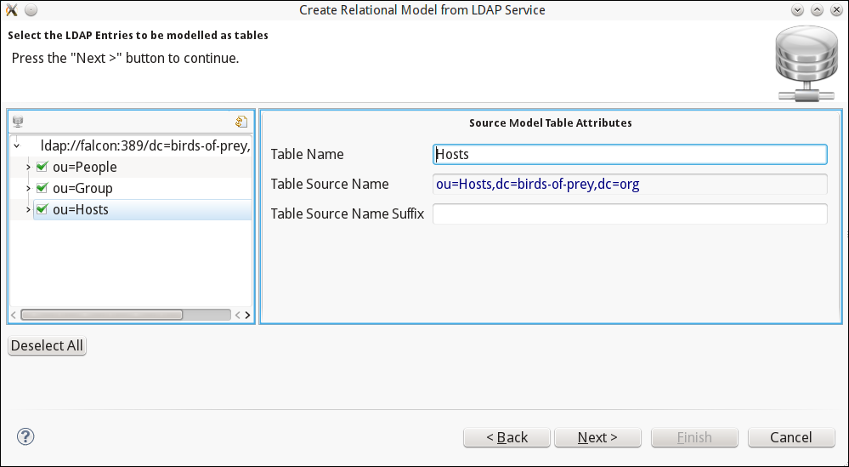 Create Relational Model from LDAP Service
Select the LDAP Entries to be modelled as tables
Press the "Next >" button to continue.
ldap://falcon:389/dc=birds-of-prey,
ou=People
ou=Group
ou=Hosts
Source Model Table Attributes
Table Name Hosts
Table Source Name ou=Hosts,dc=birds-of-prey,dc=org
Table Source Name Suffix
Deselect All
< Back Next > Finish Cancel